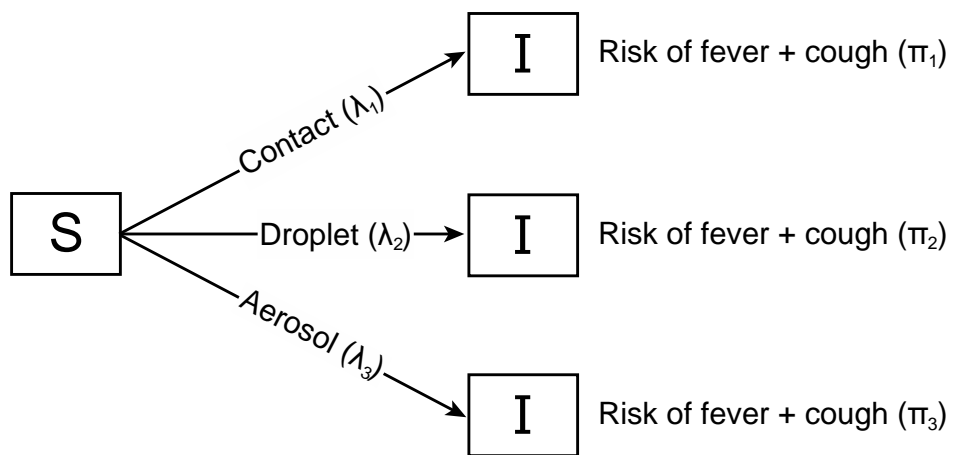 I
Risk of fever + cough (π₁)
Contact (λ₁)
S
Droplet (λ₂)
I
Risk of fever + cough (π₂)
Aerosol (λ₃)
I
Risk of fever + cough (π₃)